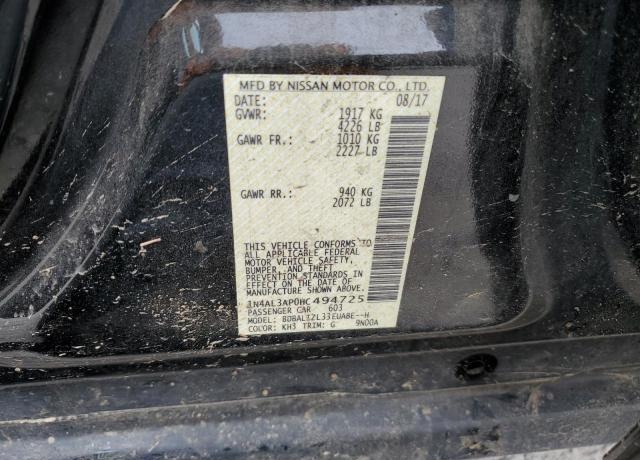 MFD BY NISSAN MOTOR CO., LTD.
DATE: 08/17
GVWR: 1917 KG
4226 LB
GAWR FR.: 1010 KG
2227 LB
GAWR RR.: 940 KG
2072 LB
THIS VEHICLE CONFORMS TO
ALL APPLICABLE FEDERAL
MOTOR VEHICLE SAFETY,
BUMPER, AND THEFT
PREVENTION STANDARDS IN
EFFECT ON THE DATE OF
MANUFACTURE SHOWN ABOVE.
1N4AL3AP0HC494725
PASSENGER CAR 603
MODEL: BDBALT2L33EUABE--H
COLOR: KH3 TRIM: G 9N00A